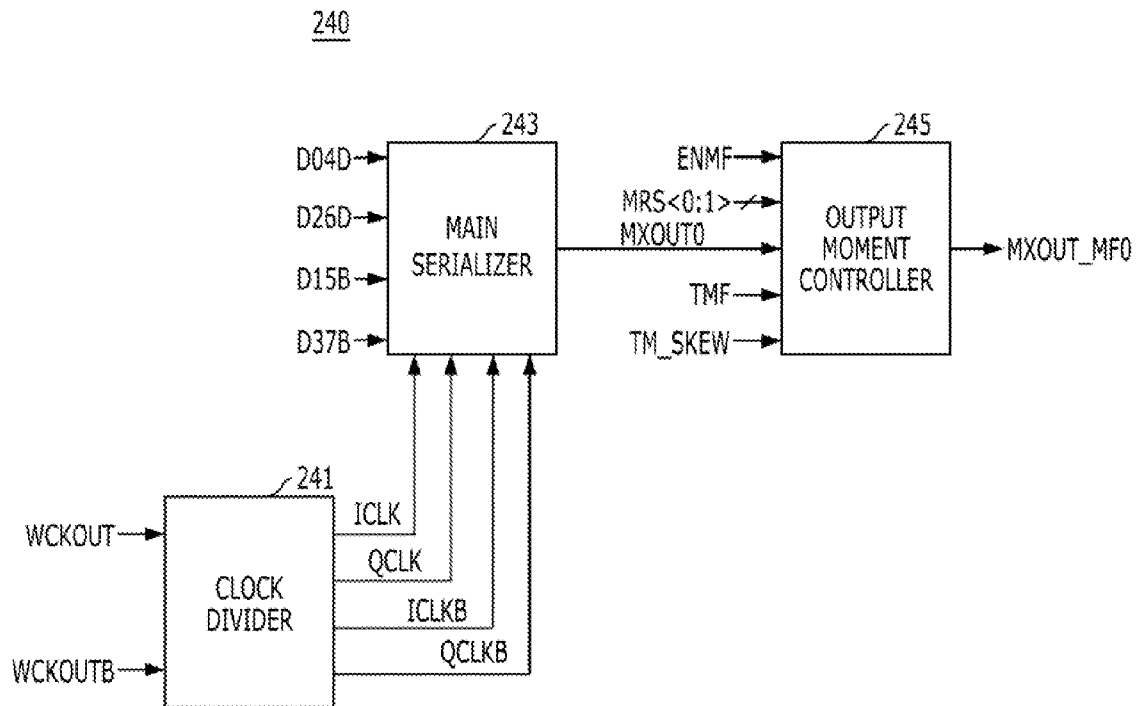 240
243
D04D
D26D
D15B
D37B
MAIN
SERIALIZER
245
ENMF
MRS<0:1>
MXOUT0
TMF
TM_SKEW
OUTPUT
MOMENT
CONTROLLER
MXOUT_MF0
241
WCKOUT
WCKOUTB
CLOCK
DIVIDER
ICLK
QCLK
ICLKB
QCLKB